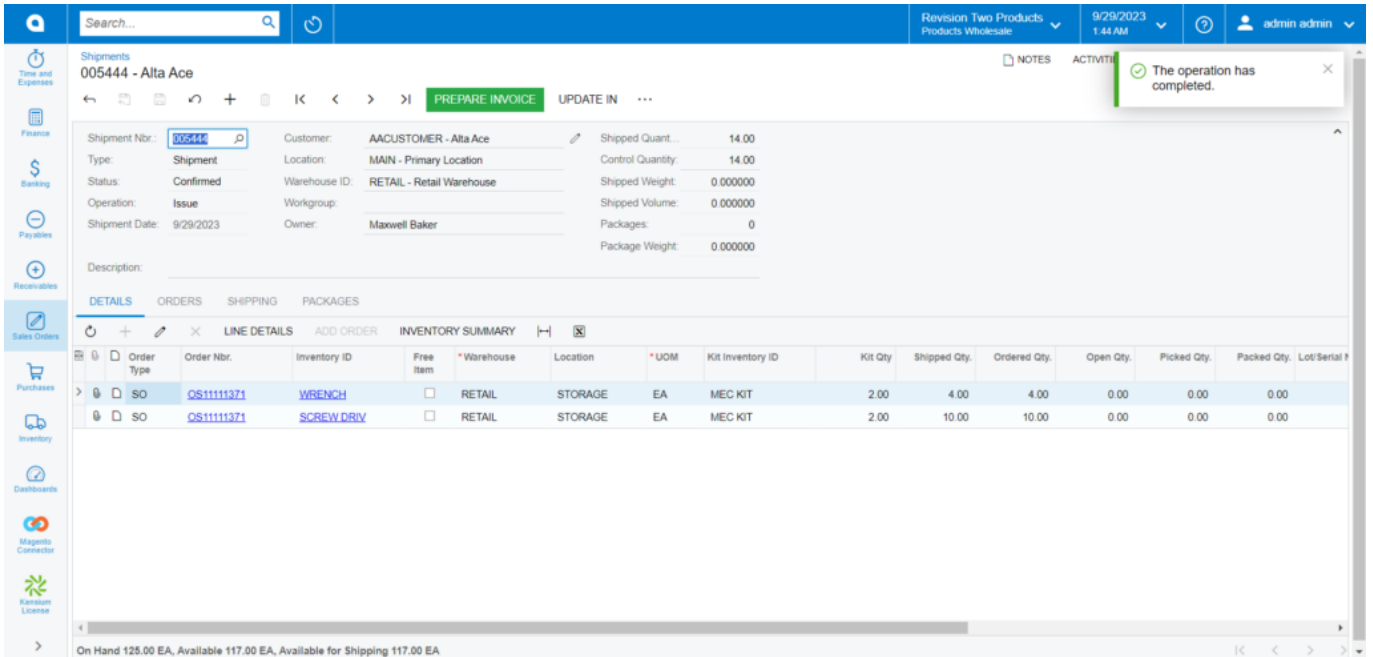 Search...
Revision Two Products
Products Wholesale
9/29/2023
1:44 AM
admin admin
Time and
Expenses
Finance
$
Banking
Payables
Receivables
Sales Orders
Purchases
Inventory
Dashboards
Magento
Connector
Kensium
License
Shipments
005444 - Alta Ace
NOTES
The operation has
completed.
PREPARE INVOICE
UPDATE IN
Shipment Nbr.: 005444
Customer: AACUSTOMER - Alta Ace
Shipped Quant... 14.00
Type: Shipment
Location: MAIN - Primary Location
Control Quantity: 14.00
Status: Confirmed
Warehouse ID: RETAIL - Retail Warehouse
Shipped Weight: 0.000000
Operation: Issue
Workgroup:
Shipped Volume: 0.000000
Shipment Date: 9/29/2023
Owner: Maxwell Baker
Packages: 0
Package Weight: 0.000000
Description:
DETAILS ORDERS SHIPPING PACKAGES
LINE DETAILS ADD ORDER INVENTORY SUMMARY
Order Type Order Nbr. Inventory ID Free Item * Warehouse Location * UOM Kit Inventory ID Kit Qty Shipped Qty. Ordered Qty. Open Qty. Picked Qty. Packed Qty. Lot/Serial
SO OS11111371 WRENCH RETAIL STORAGE EA MEC KIT 2.00 4.00 4.00 0.00 0.00 0.00
SO OS11111371 SCREW DRIV RETAIL STORAGE EA MEC KIT 2.00 10.00 10.00 0.00 0.00 0.00
On Hand 125.00 EA, Available 117.00 EA, Available for Shipping 117.00 EA